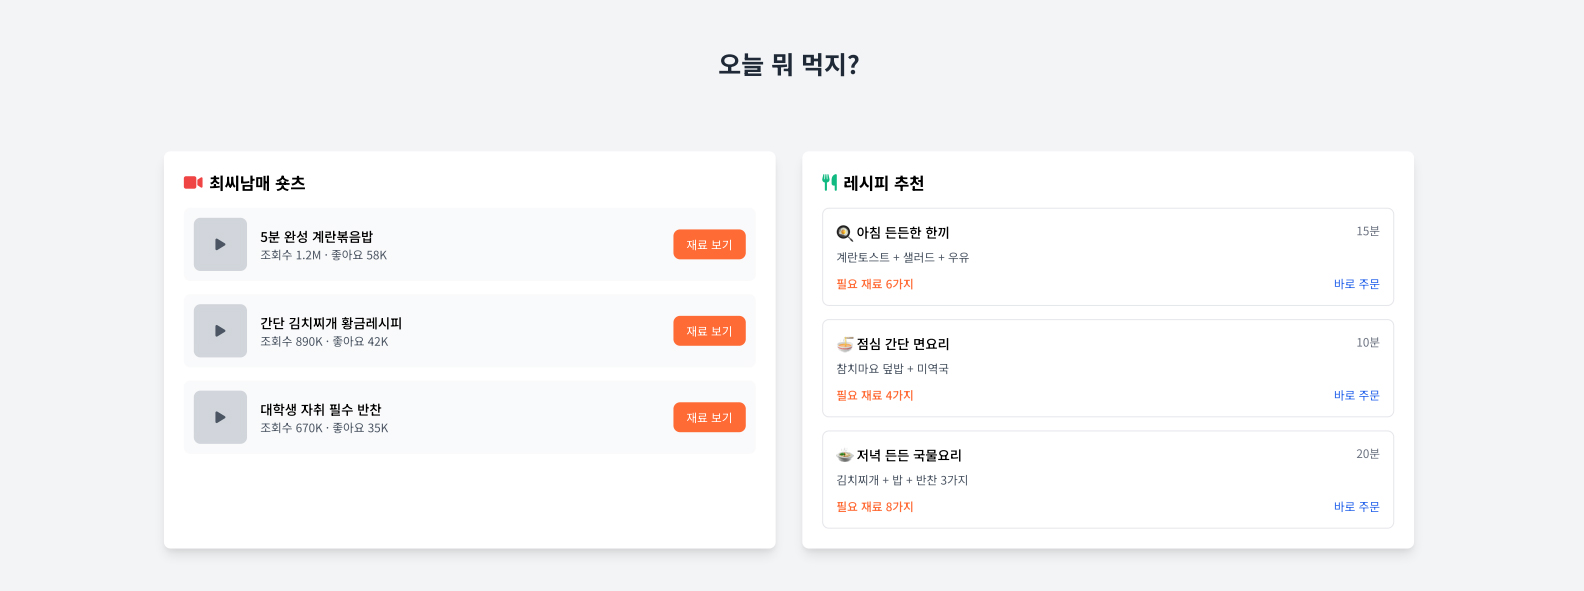 오늘 뭐 먹지?
최씨남매 숏츠
5분 완성 계란볶음밥
조회수 1.2M · 좋아요 58K
재료 보기
간단 김치찌개 황금레시피
조회수 890K · 좋아요 42K
재료 보기
대학생 자취 필수 반찬
조회수 670K · 좋아요 35K
재료 보기
레시피 추천
🍳 아침 든든한 한끼
15분
계란토스트 + 샐러드 + 우유
필요 재료 6가지
바로 주문
🍜 점심 간단 면요리
10분
참치마요 덮밥 + 미역국
필요 재료 4가지
바로 주문
🍲 저녁 든든 국물요리
20분
김치찌개 + 밥 + 반찬 3가지
필요 재료 8가지
바로 주문